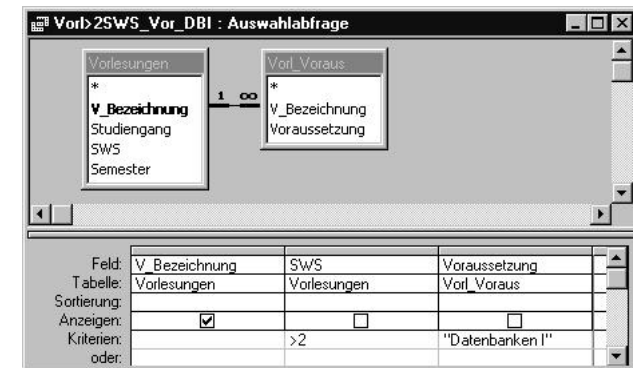 Vorl>2SWS_Vor_DBI : Auswahlabfrage
Vorlesungen
*
V_Bezeichnung
Studiengang
SWS
Semester
1 ∞
Vorl_Voraus
*
V_Bezeichnung
Voraussetzung
Feld: V_Bezeichnung SWS Voraussetzung
Tabelle: Vorlesungen Vorlesungen Vorl_Voraus
Sortierung:
Anzeigen:
Kriterien: >2 "Datenbanken I"
oder: